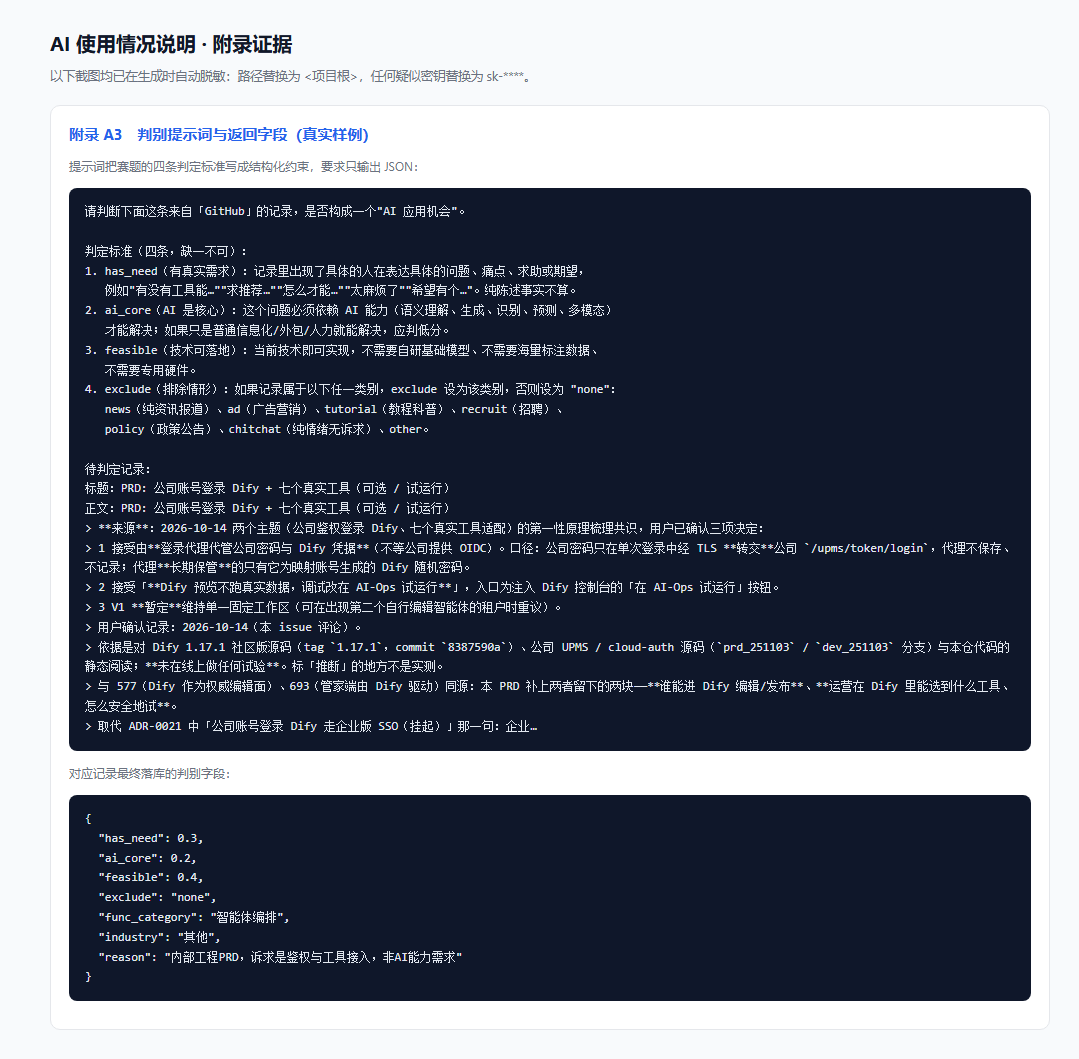 AI 使用情况说明 · 附录证据
以下截图均已在生成时自动脱敏：路径替换为 <项目根>，任何疑似密钥替换为 sk-****。
附录 A3 判别提示词与返回字段（真实样例）
提示词把赛题的四条判定标准写成结构化约束，要求只输出 JSON：
请判断下面这条来自「GitHub」的记录，是否构成一个"AI 应用机会"。
判定标准（四条，缺一不可）：
1. has_need（有真实需求）：记录里出现了具体的人在表达具体的问题、痛点、求助或期望，
例如"有没有工具能…""求推荐…""怎么才能…""太麻烦了""希望有个…"。纯陈述事实不算。
2. ai_core（AI 是核心）：这个问题必须依赖 AI 能力（语义理解、生成、识别、预测、多模态）
才能解决；如果只是普通信息化/外包/人力就能解决，应判低分。
3. feasible（技术可落地）：当前技术即可实现，不需要自研基础模型、不需要海量标注数据、
不需要专用硬件。
4. exclude（排除情形）：如果记录属于以下任一类别，exclude 设为该类别，否则设为 "none"：
news（纯资讯报道）、ad（广告营销）、tutorial（教程科普）、recruit（招聘）、
policy（政策公告）、chitchat（纯情绪无诉求）、other。
待判定记录：
标题：PRD：公司账号登录 Dify + 七个真实工具（可选 / 试运行）
正文：PRD：公司账号登录 Dify + 七个真实工具（可选 / 试运行）
> **来源**：2026-10-14 两个主题（公司鉴权登录 Dify、七个真实工具适配）的第一性原理梳理共识，用户已确认三项决定：
> 1 接受由**登录代理代管公司密码与 Dify 凭据**（不等公司提供 OIDC）。口径：公司密码只在单次登录中经 TLS **转交**公司 `/upms/token/login`，代理不保存、
不记录；代理**长期保管**的只有它为映射账号生成的 Dify 随机密码。
> 2 接受「**Dify 预览不跑真实数据，调试改在 AI-Ops 试运行**」，入口为注入 Dify 控制台的「在 AI-Ops 试运行」按钮。
> 3 V1 **暂定**维持单一固定工作区（可在出现第二个自行编辑智能体的租户时重议）。
> 用户确认记录：2026-10-14（本 issue 评论）。
> 依据是对 Dify 1.17.1 社区版源码（tag `1.17.1`，commit `8387590a`）、公司 UPMS / cloud-auth 源码（`prd_251103` / `dev_251103` 分支）与本仓代码的
静态阅读；**未在线上做任何试验**。标「推断」的地方不是实测。
> 与 577（Dify 作为权威编辑面）、693（管家端由 Dify 驱动）同源：本 PRD 补上两者留下的两块——**谁能进 Dify 编辑/发布**、**运营在 Dify 里能选到什么工具、
怎么安全地试**。
> 取代 ADR-0021 中「公司账号登录 Dify 走企业版 SSO（挂起）」那一句：企业…
对应记录最终落库的判别字段：
{
"has_need": 0.3,
"ai_core": 0.2,
"feasible": 0.4,
"exclude": "none",
"func_category": "智能体编排",
"industry": "其他",
"reason": "内部工程PRD，诉求是鉴权与工具接入，非AI能力需求"
}